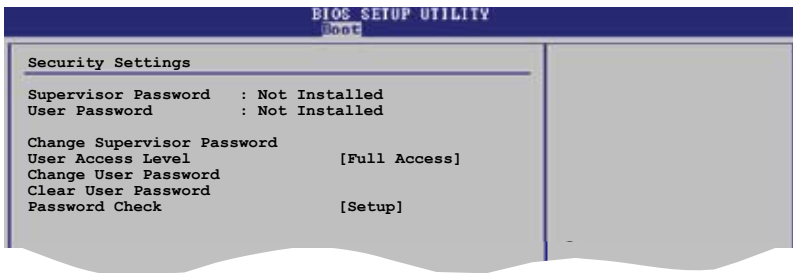 BIOS SETUP UTILITY
Boot
Security Settings
Supervisor Password : Not Installed
User Password : Not Installed
Change Supervisor Password
User Access Level [Full Access]
Change User Password
Clear User Password
Password Check [Setup]